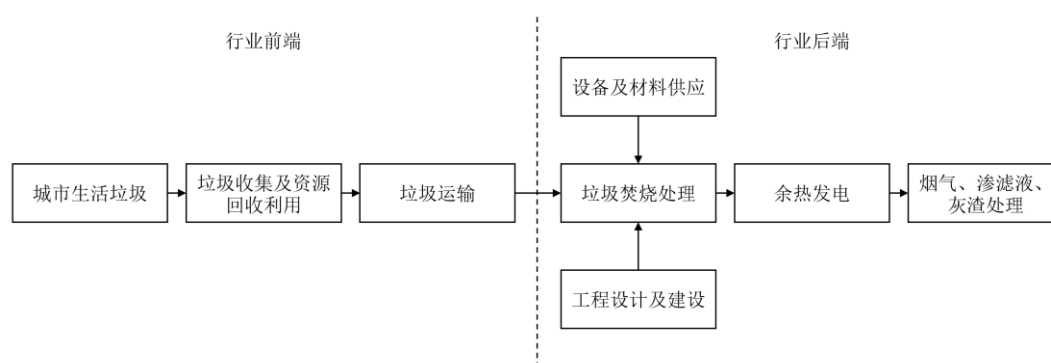 行业前端
行业后端
设备及材料供应
城市生活垃圾
垃圾收集及资源
回收利用
垃圾运输
垃圾焚烧处理
余热发电
烟气、渗滤液、
灰渣处理
工程设计及建设